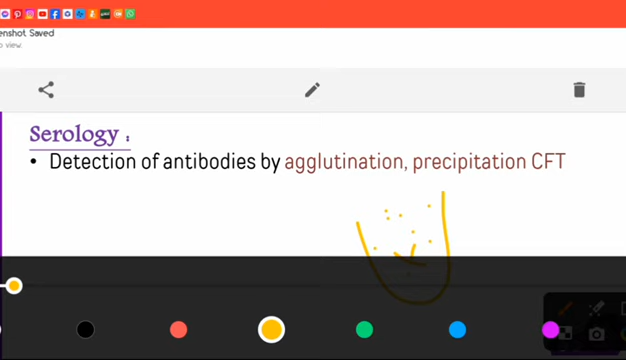 enshot Saved
o view.
Serology :
• Detection of antibodies by agglutination, precipitation CFT